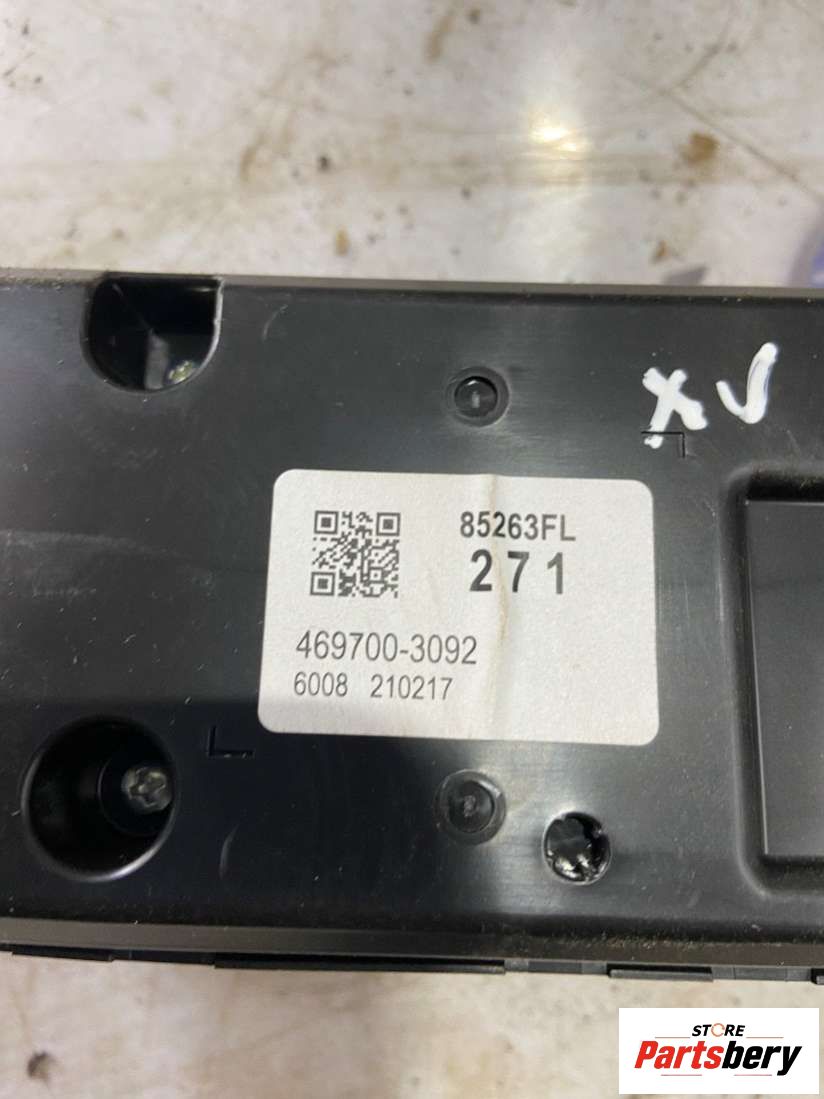 XV
85263FL
271
469700-3092
6008 210217
STORE
Partsbery